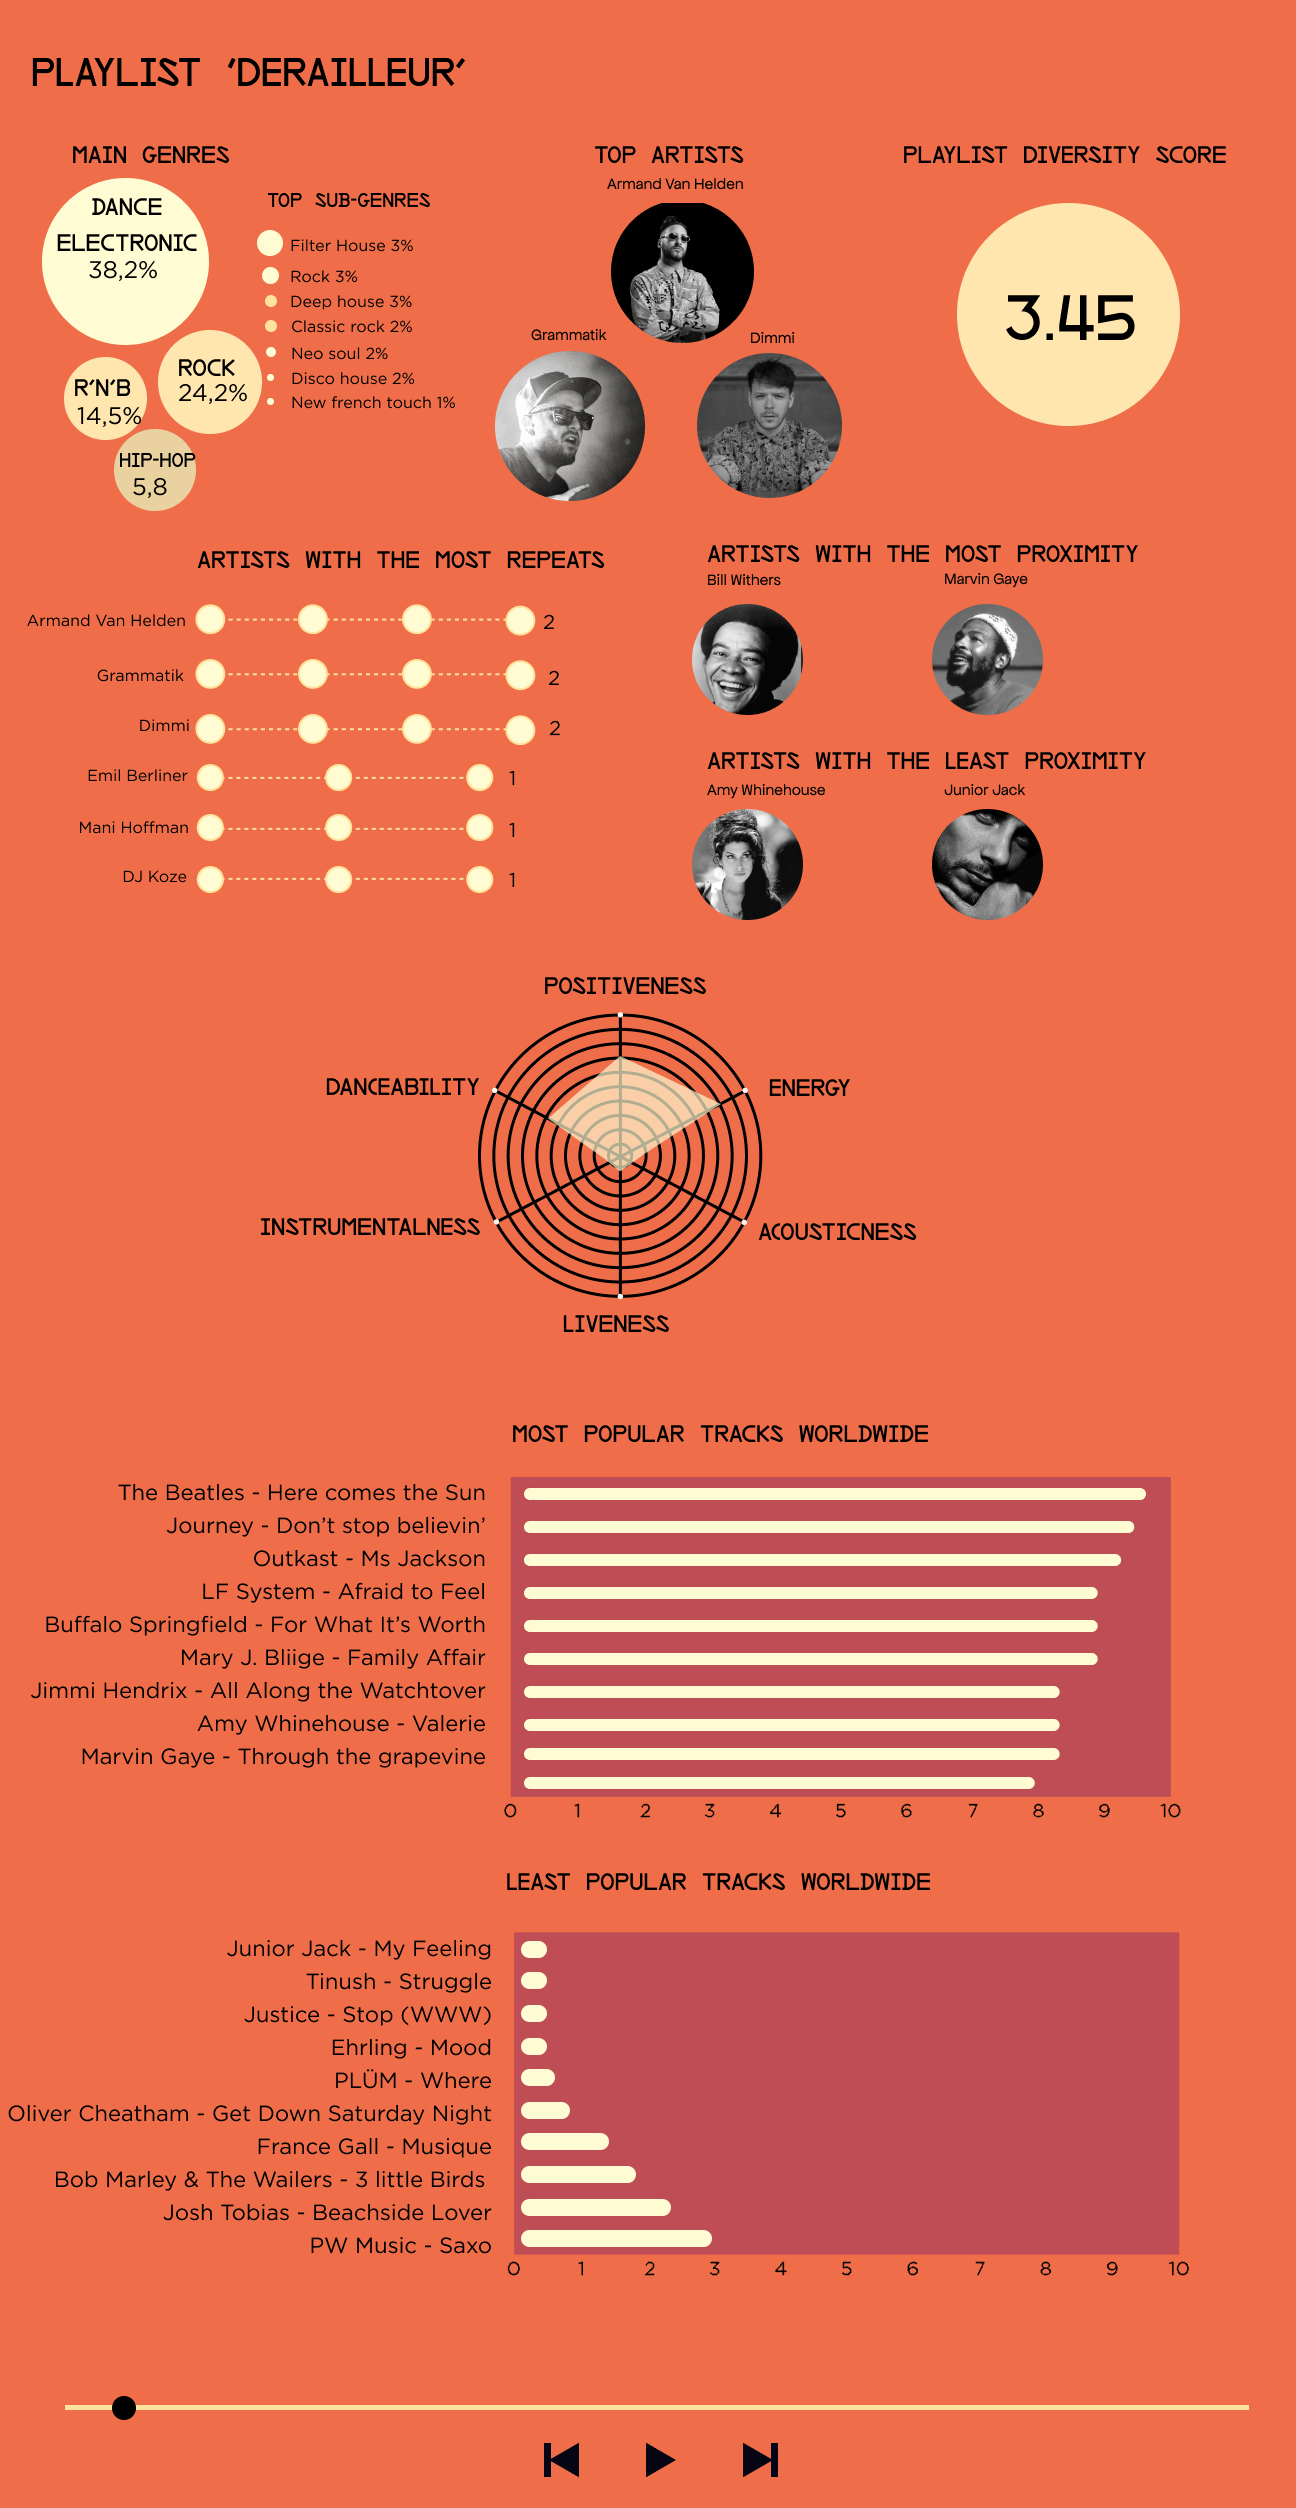 PLAYLIST 'DERAILLEUR'
MAIN GENRES
DANCE
ELECTRONIC
38,2%
ROCK
24,2%
R'N'B
14,5%
HIP-HOP
5,8
TOP SUB-GENRES
Filter House 3%
Rock 3%
Deep house 3%
Classic rock 2%
Neo soul 2%
Disco house 2%
New french touch 1%
TOP ARTISTS
Armand Van Helden
Grammatik
Dimmi
PLAYLIST DIVERSITY SCORE
3.45
ARTISTS WITH THE MOST REPEATS
Armand Van Helden 2
Grammatik 2
Dimmi 2
Emil Berliner 1
Mani Hoffman 1
DJ Koze 1
ARTISTS WITH THE MOST PROXIMITY
Bill Withers
Marvin Gaye
ARTISTS WITH THE LEAST PROXIMITY
Amy Whinehouse
Junior Jack
POSITIVENESS
DANCEABILITY
ENERGY
INSTRUMENTALNESS
ACOUSTICNESS
LIVENESS
MOST POPULAR TRACKS WORLDWIDE
The Beatles - Here comes the Sun
Journey - Don't stop believin'
Outkast - Ms Jackson
LF System - Afraid to Feel
Buffalo Springfield - For What It's Worth
Mary J. Bliige - Family Affair
Jimmi Hendrix - All Along the Watchtover
Amy Whinehouse - Valerie
Marvin Gaye - Through the grapevine
0 1 2 3 4 5 6 7 8 9 10
LEAST POPULAR TRACKS WORLDWIDE
Junior Jack - My Feeling
Tinush - Struggle
Justice - Stop (WWW)
Ehrling - Mood
PLÜM - Where
Oliver Cheatham - Get Down Saturday Night
France Gall - Musique
Bob Marley & The Wailers - 3 little Birds
Josh Tobias - Beachside Lover
PW Music - Saxo
0 1 2 3 4 5 6 7 8 9 10